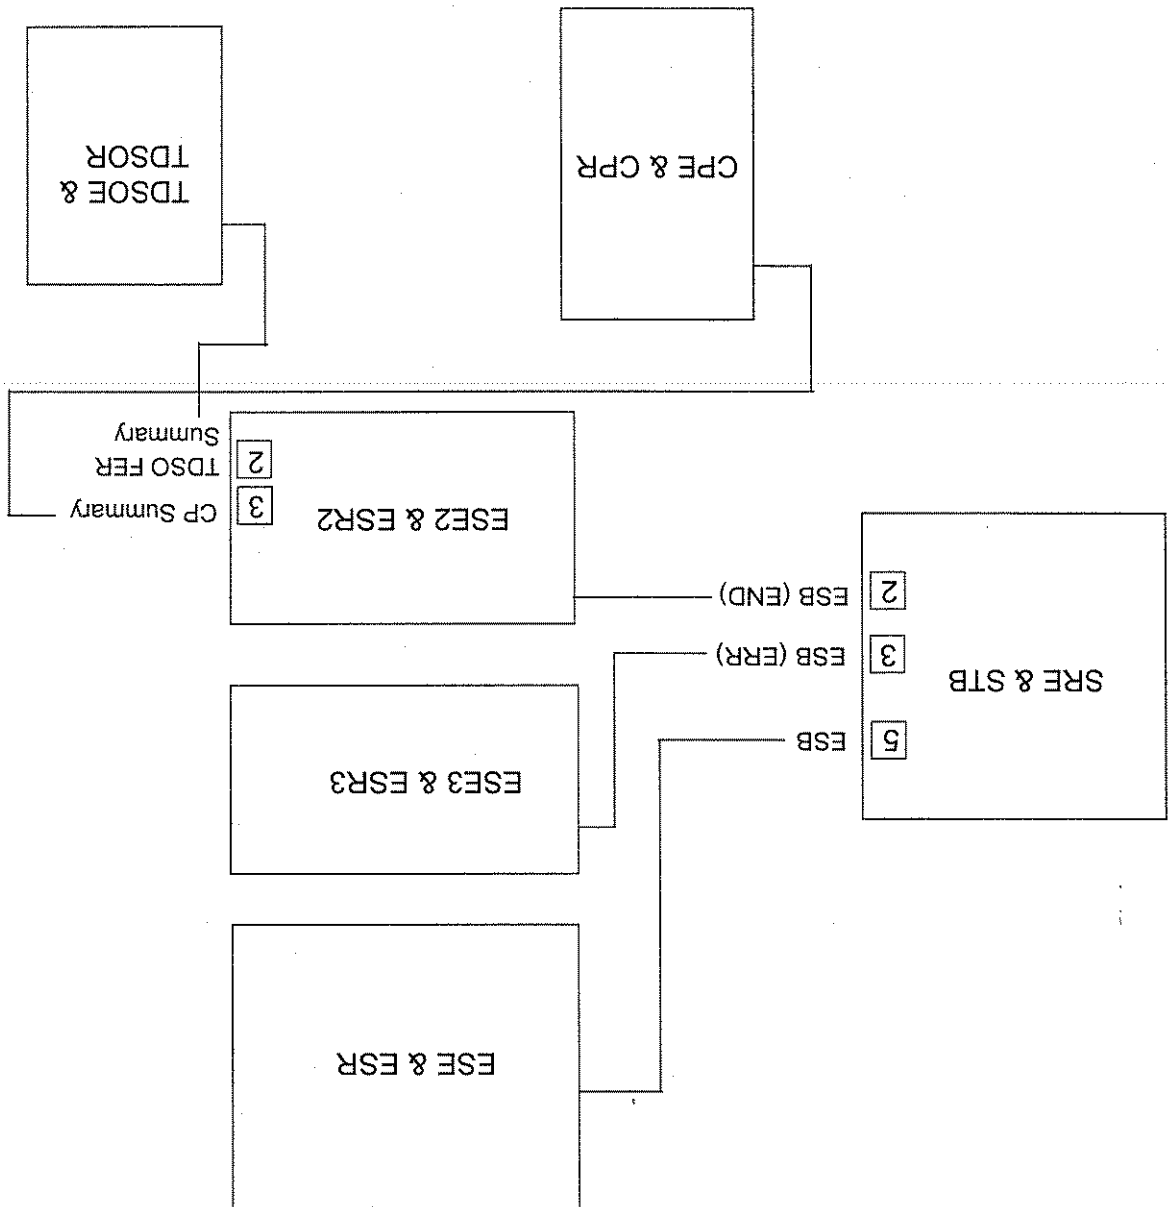 ESE & ESR
ESE3 & ESR3
5 ESB
SRE & STB
3 ESB (ERR)
2 ESB (END)
ESE2 & ESR2
3 CP Summary
2 TDSO FER
Summary
CPE & CPR
TDSOE &
TDSOR